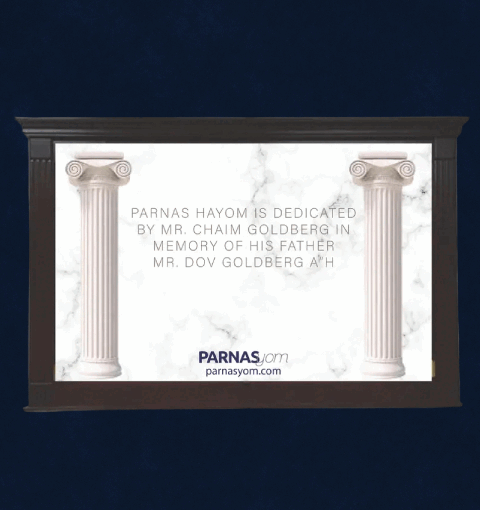 PARNAS HAYOM IS DEDICATED
BY MR. CHAIM GOLDBERG IN
MEMORY OF HIS FATHER
MR. DOV GOLDBERG A"H
PARNASyom
parnasyom.com